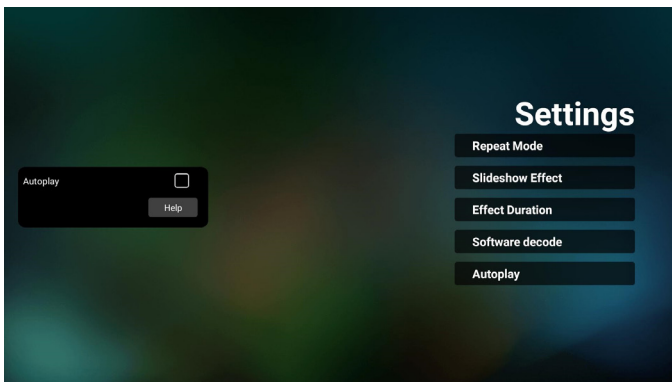 Settings
Repeat Mode
Slideshow Effect
Effect Duration
Software decode
Autoplay
Autoplay
Help